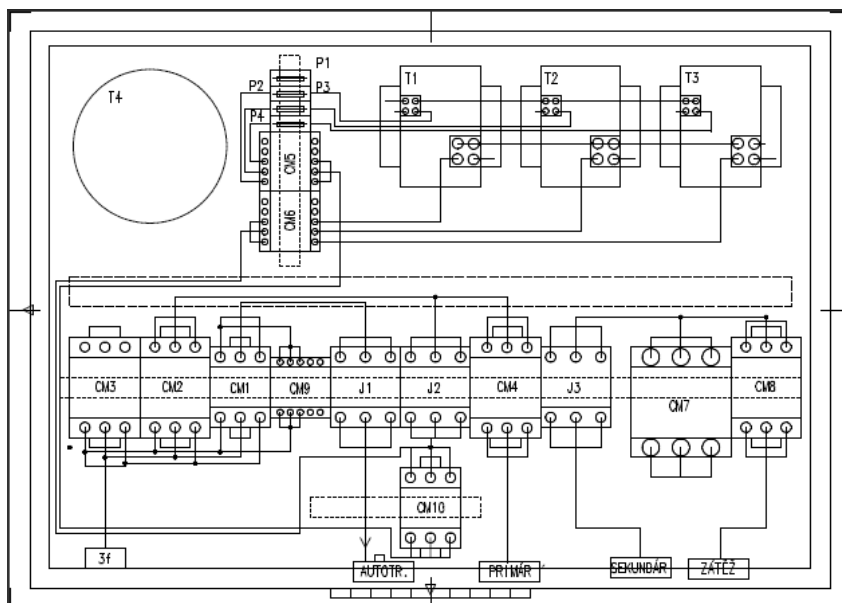 P1
T1 T2 T3
P2 P3
T4
P4
CM5
CM6
CM3 CM2 CM1 CM9 J1 J2 CM4 J3 CM7 CM8
CM10
3f AUTOTR. PRIMÁR SEKUNDÁR ZÁTĚŽ